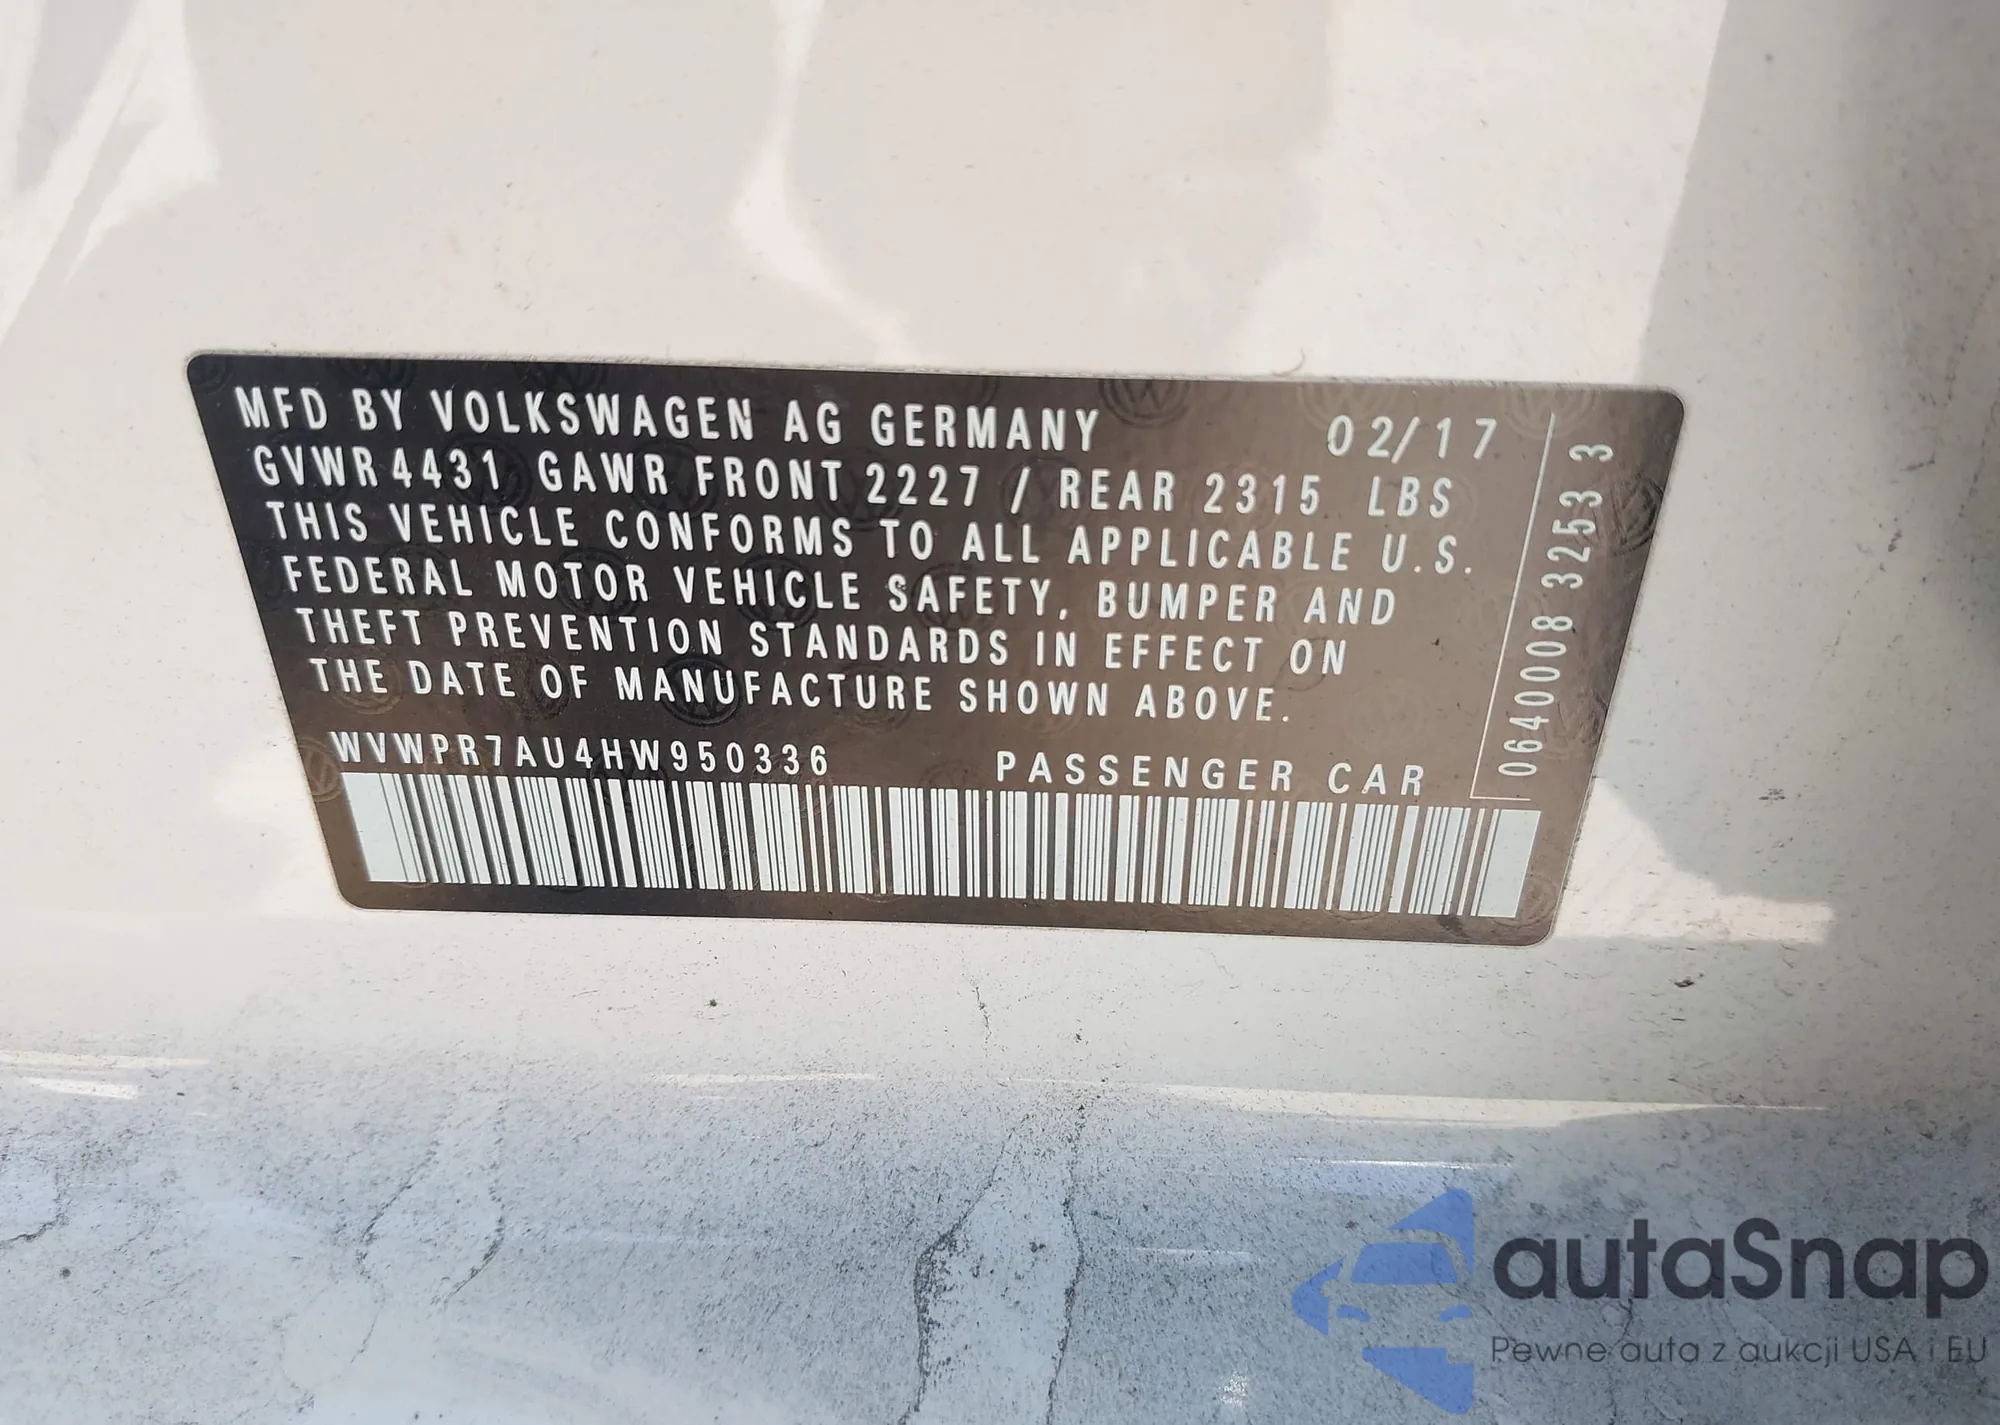 MFD BY VOLKSWAGEN AG GERMANY 02/17
GVWR 4431 GAWR FRONT 2227 / REAR 2315 LBS
THIS VEHICLE CONFORMS TO ALL APPLICABLE U.S.
FEDERAL MOTOR VEHICLE SAFETY, BUMPER AND
THEFT PREVENTION STANDARDS IN EFFECT ON
THE DATE OF MANUFACTURE SHOWN ABOVE.
WVWPR7AU4HW950336 PASSENGER CAR
0640008 3253 3
autaSnap
Pewne auta z aukcji USA i EU